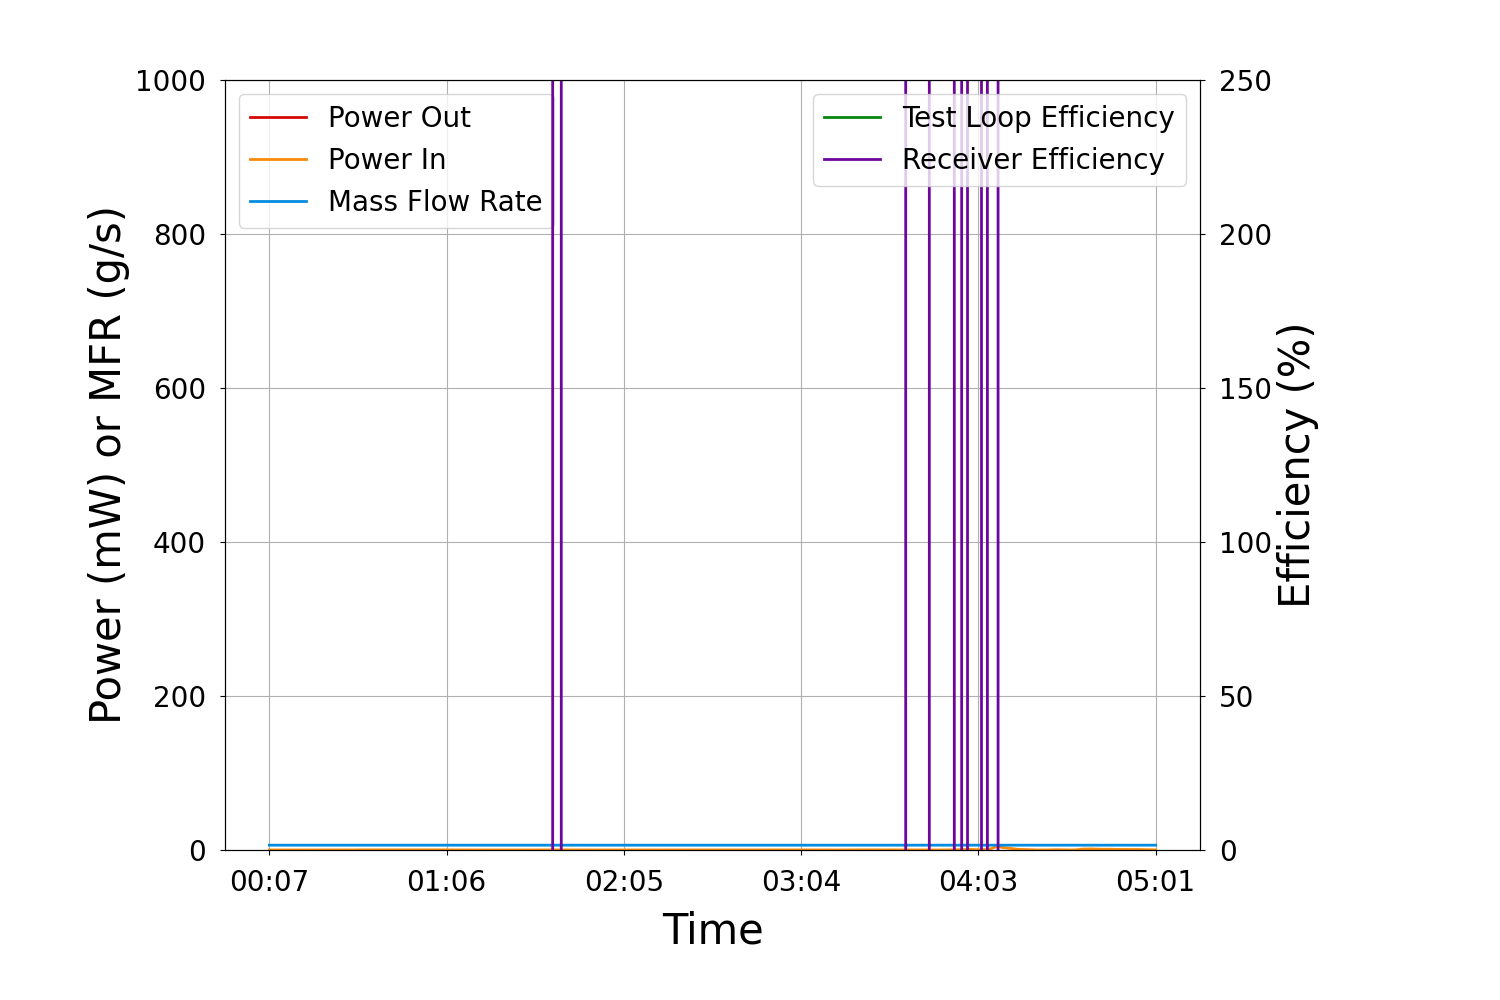 Power (mW) or MFR (g/s)
1000
800
600
400
200
0
Power Out
Power In
Mass Flow Rate
Test Loop Efficiency
Receiver Efficiency
250
200
150
100
50
0
Efficiency (%)
00:07 01:06 02:05 03:04 04:03 05:01
Time